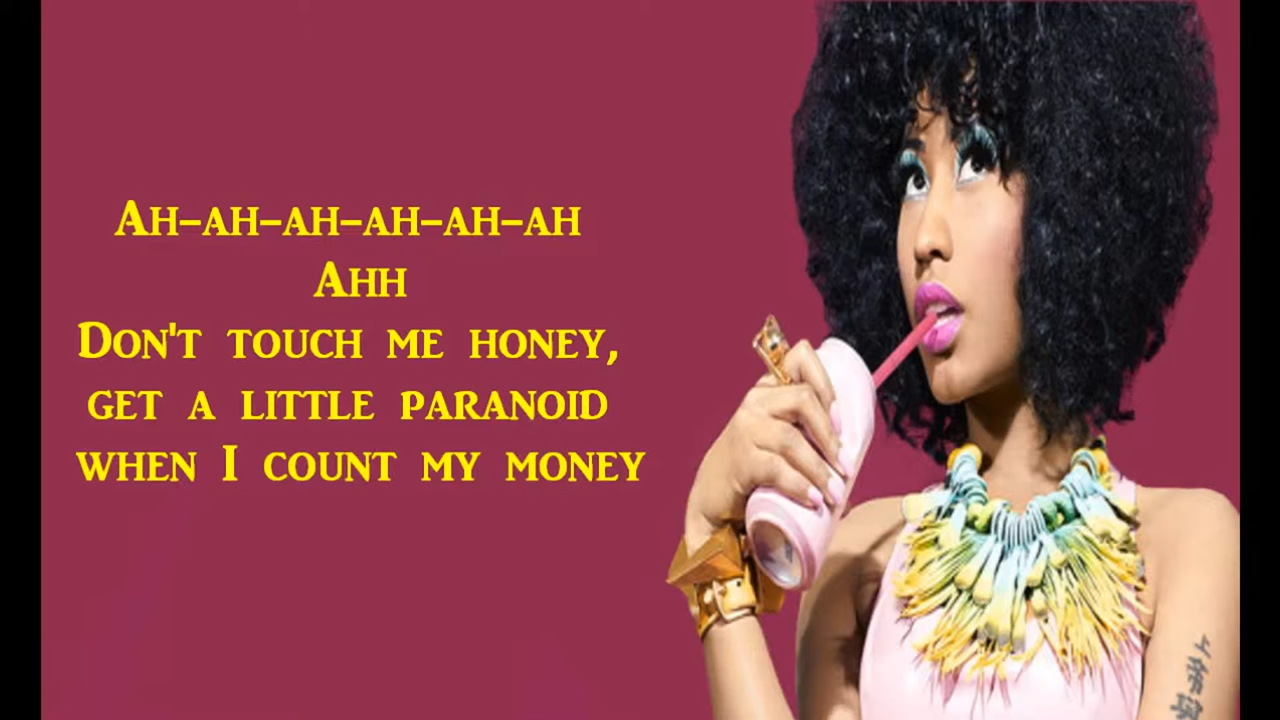 Ah-ah-ah-ah-ah-ah
Ahh
Don't touch me honey,
get a little paranoid
when I count my money